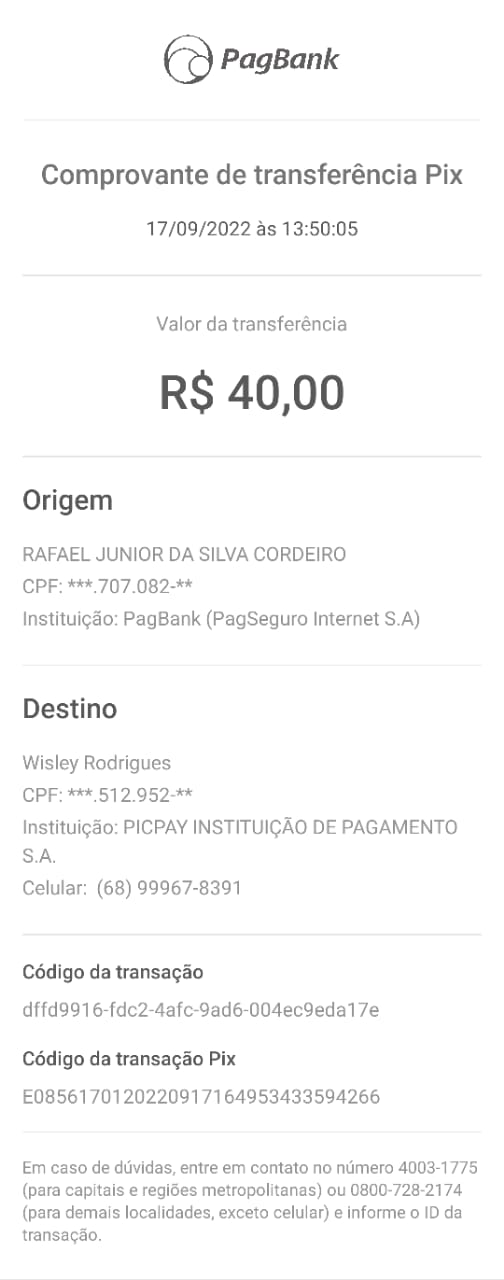 PagBank
Comprovante de transferência Pix
17/09/2022 às 13:50:05
Valor da transferência
R$ 40,00
Origem
RAFAEL JUNIOR DA SILVA CORDEIRO
CPF: ***.707.082-**
Instituição: PagBank (PagSeguro Internet S.A)
Destino
Wisley Rodrigues
CPF: ***.512.952-**
Instituição: PICPAY INSTITUIÇÃO DE PAGAMENTO
S.A.
Celular:  (68) 99967-8391
Código da transação
dffd9916-fdc2-4afc-9ad6-004ec9eda17e
Código da transação Pix
E08561701202209171649534335​94266
Em caso de dúvidas, entre em contato no número 4003-1775
(para capitais e regiões metropolitanas) ou 0800-728-2174
(para demais localidades, exceto celular) e informe o ID da
transação.